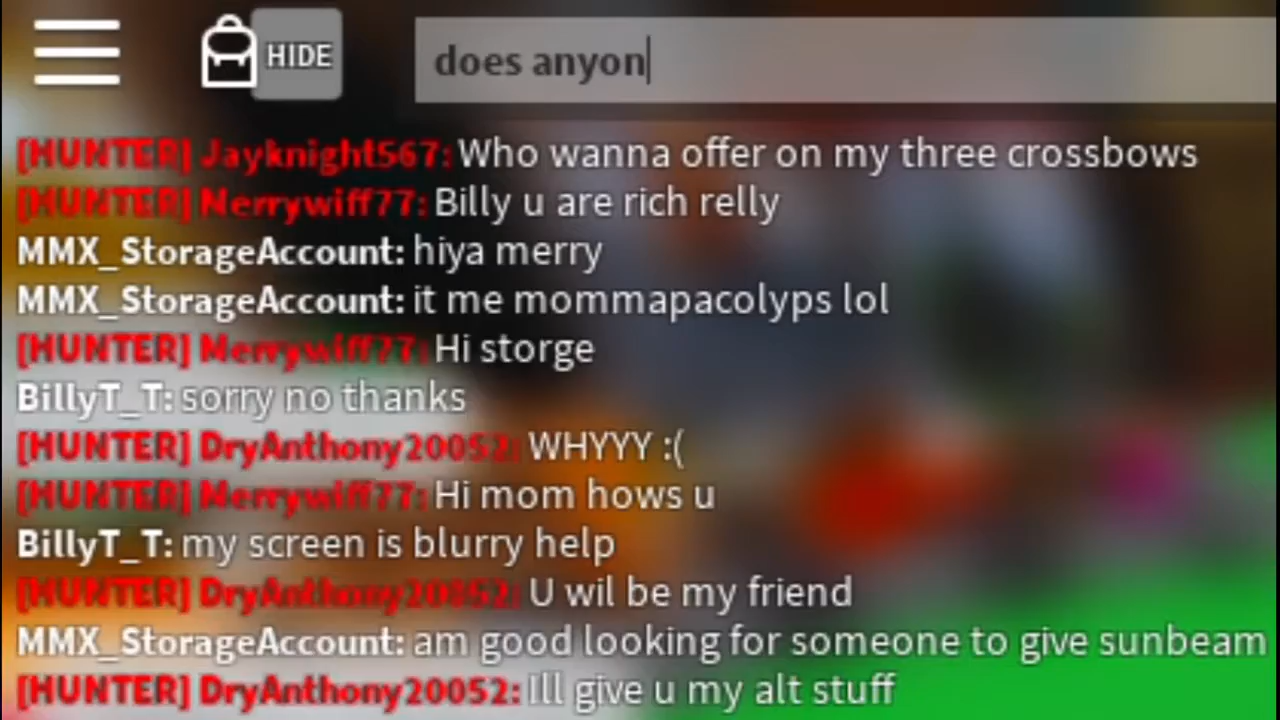 HIDE
does anyon
[HUNTER] Jayknight567: Who wanna offer on my three crossbows
[HUNTER] Merrywiff77: Billy u are rich relly
MMX_StorageAccount: hiya merry
MMX_StorageAccount: it me mommapacolyps lol
[HUNTER] Merrywiff77: Hi storge
BillyT_T: sorry no thanks
[HUNTER] DryAnthony20052: WHYYY :(
[HUNTER] Merrywiff77: Hi mom hows u
BillyT_T: my screen is blurry help
[HUNTER] DryAnthony20052: U wil be my friend
MMX_StorageAccount: am good looking for someone to give sunbeam
[HUNTER] DryAnthony20052: Ill give u my alt stuff